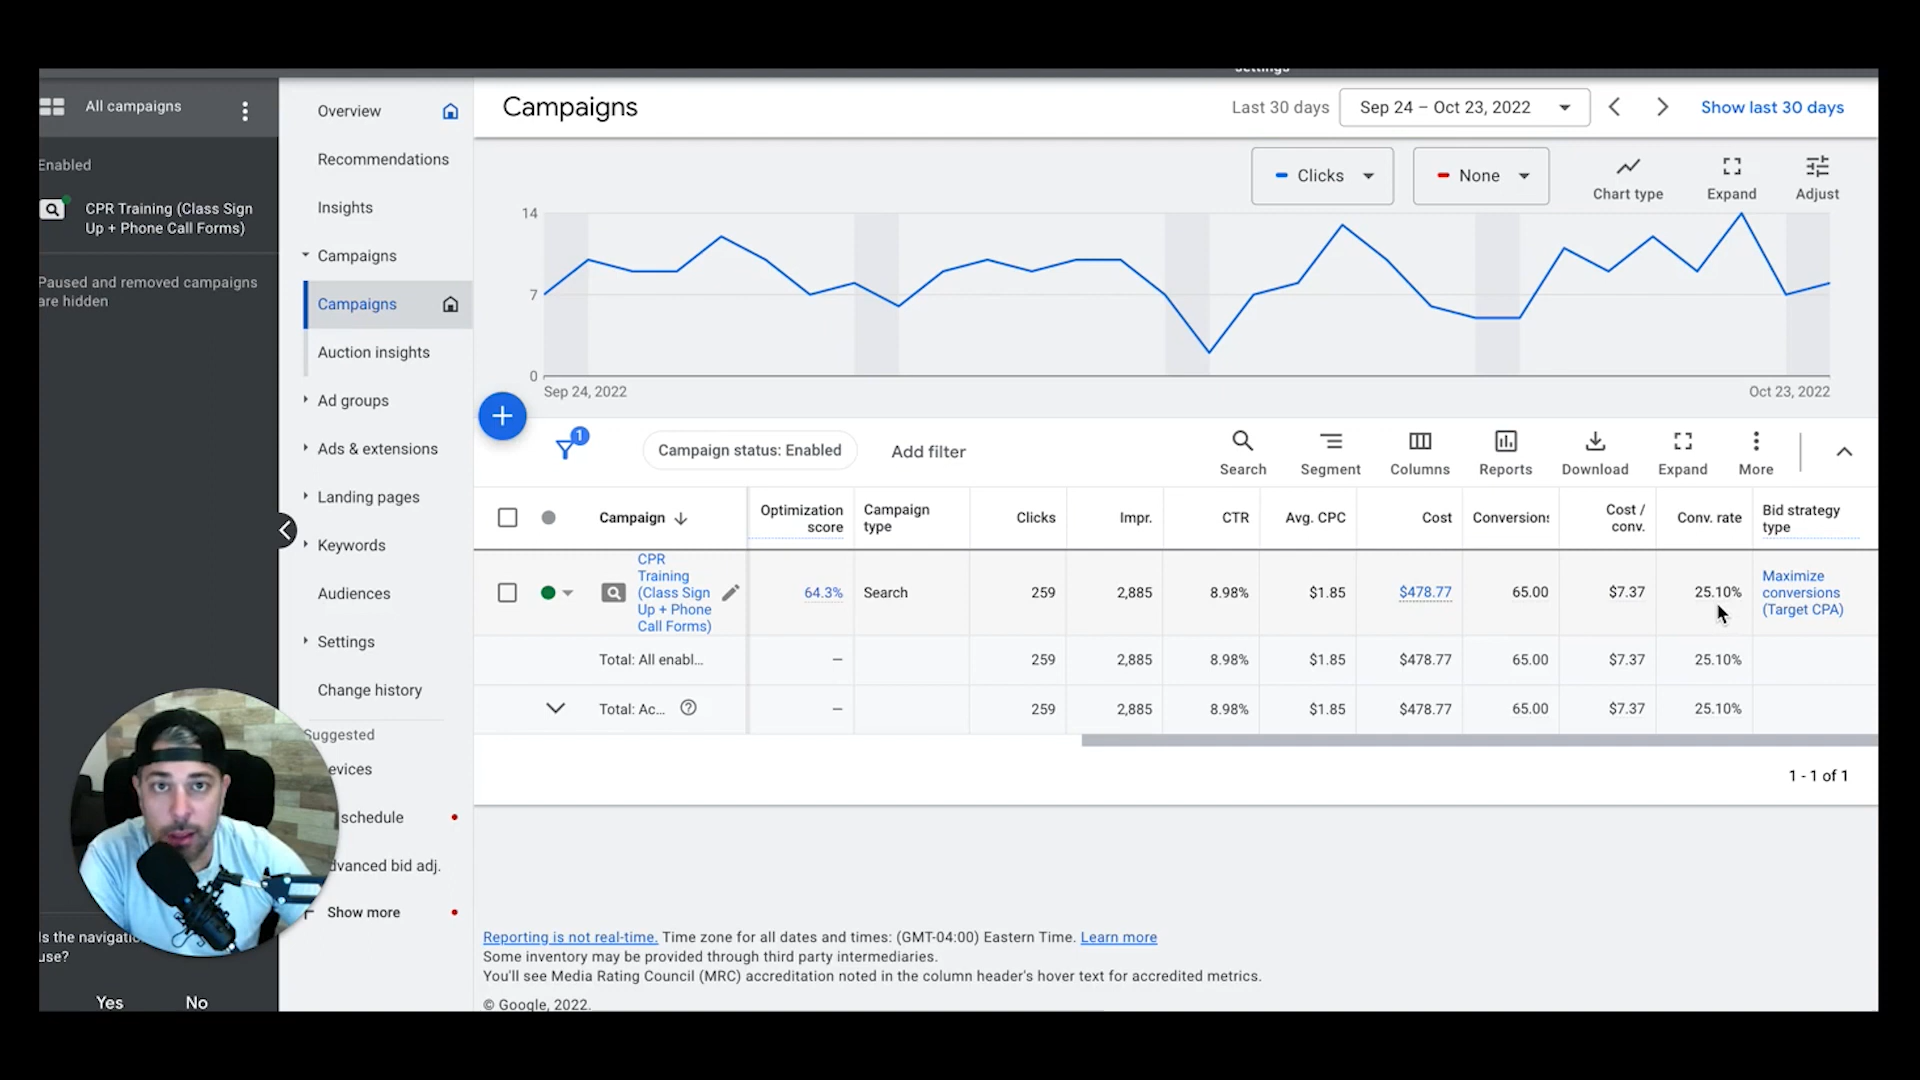 settings
All campaigns
Enabled
CPR Training (Class Sign
Up + Phone Call Forms)
Paused and removed campaigns
are hidden
Is the navigatio
use?
Yes
No
Overview
Recommendations
Insights
Campaigns
Campaigns
Auction insights
Ad groups
Ads & extensions
Landing pages
Keywords
Audiences
Settings
Change history
Suggested
evices
schedule
dvanced bid adj.
Show more
Campaigns
Last 30 days
Sep 24 – Oct 23, 2022
Show last 30 days
Clicks
None
Chart type
Expand
Adjust
14
7
0
Sep 24, 2022
Oct 23, 2022
1
Campaign status: Enabled
Add filter
Search
Segment
Columns
Reports
Download
Expand
More
Campaign
Optimization
score
Campaign
type
Clicks
Impr.
CTR
Avg. CPC
Cost
Conversions
Cost /
conv.
Conv. rate
Bid strategy
type
CPR
Training
(Class Sign
Up + Phone
Call Forms)
64.3%
Search
259
2,885
8.98%
$1.85
$478.77
65.00
$7.37
25.10%
Maximize
conversions
(Target CPA)
Total: All enabl...
–
259
2,885
8.98%
$1.85
$478.77
65.00
$7.37
25.10%
Total: Ac...
–
259
2,885
8.98%
$1.85
$478.77
65.00
$7.37
25.10%
1 - 1 of 1
Reporting is not real-time. Time zone for all dates and times: (GMT-04:00) Eastern Time. Learn more
Some inventory may be provided through third party intermediaries.
You'll see Media Rating Council (MRC) accreditation noted in the column header's hover text for accredited metrics.
© Google, 2022.